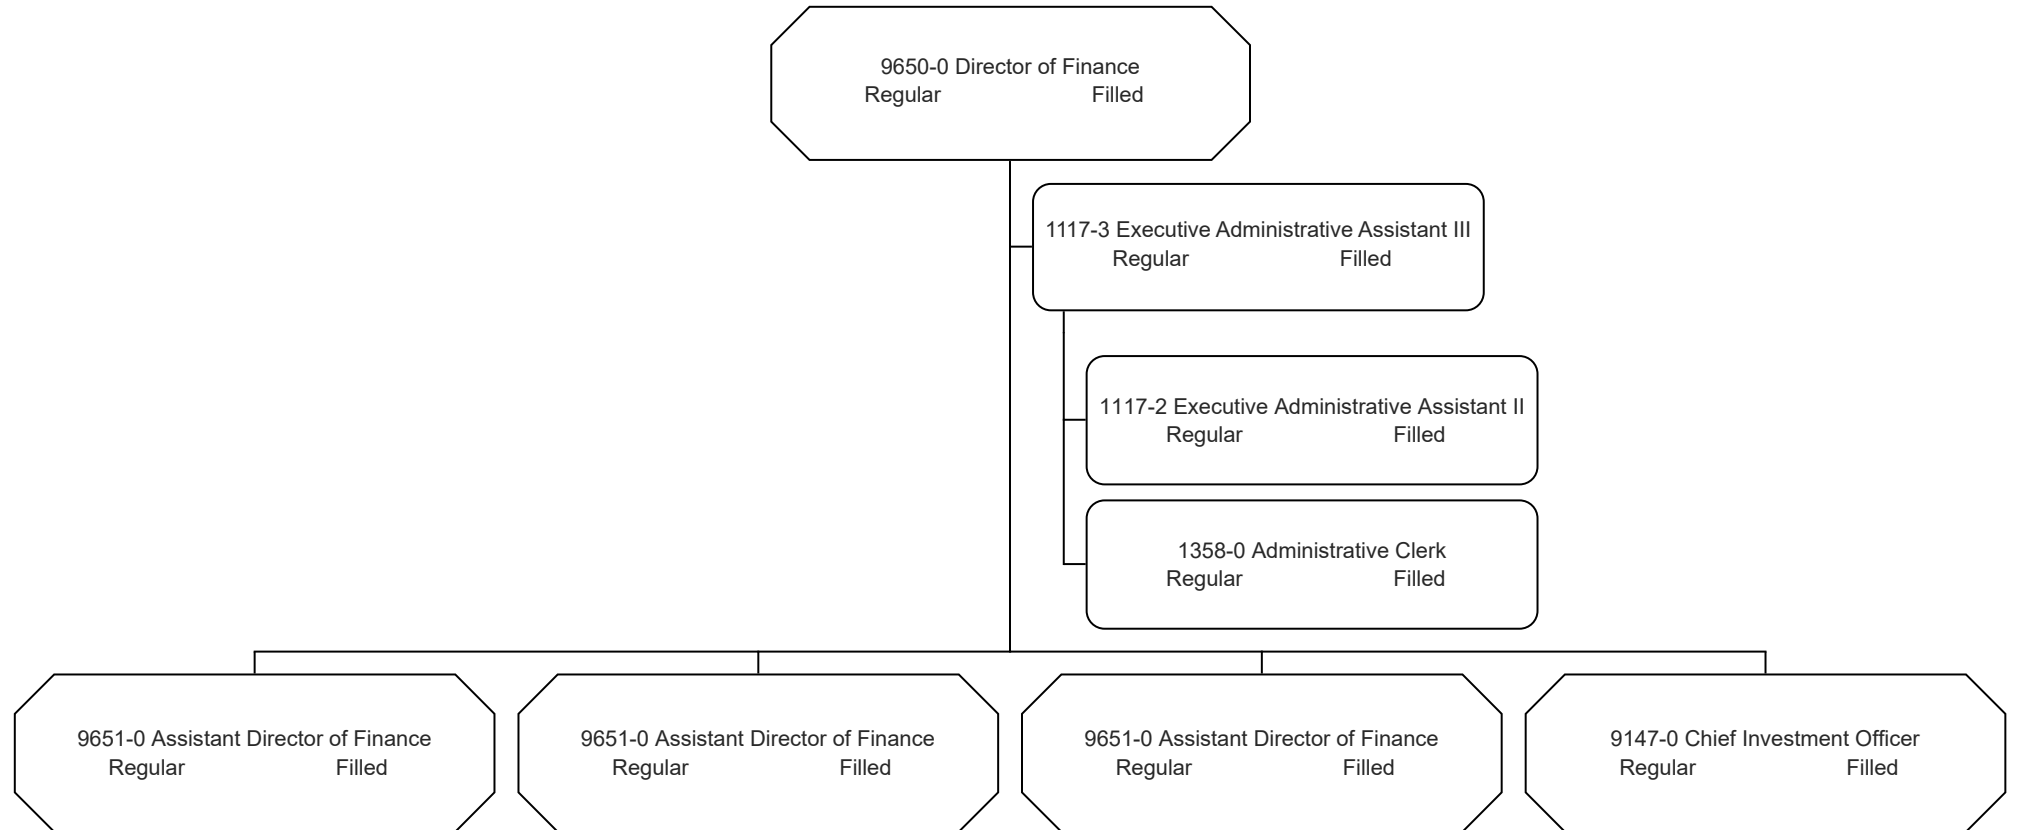 9650-0 Director of Finance
Regular Filled
1117-3 Executive Administrative Assistant III
Regular Filled
1117-2 Executive Administrative Assistant II
Regular Filled
1358-0 Administrative Clerk
Regular Filled
9651-0 Assistant Director of Finance
Regular Filled
9651-0 Assistant Director of Finance
Regular Filled
9651-0 Assistant Director of Finance
Regular Filled
9147-0 Chief Investment Officer
Regular Filled